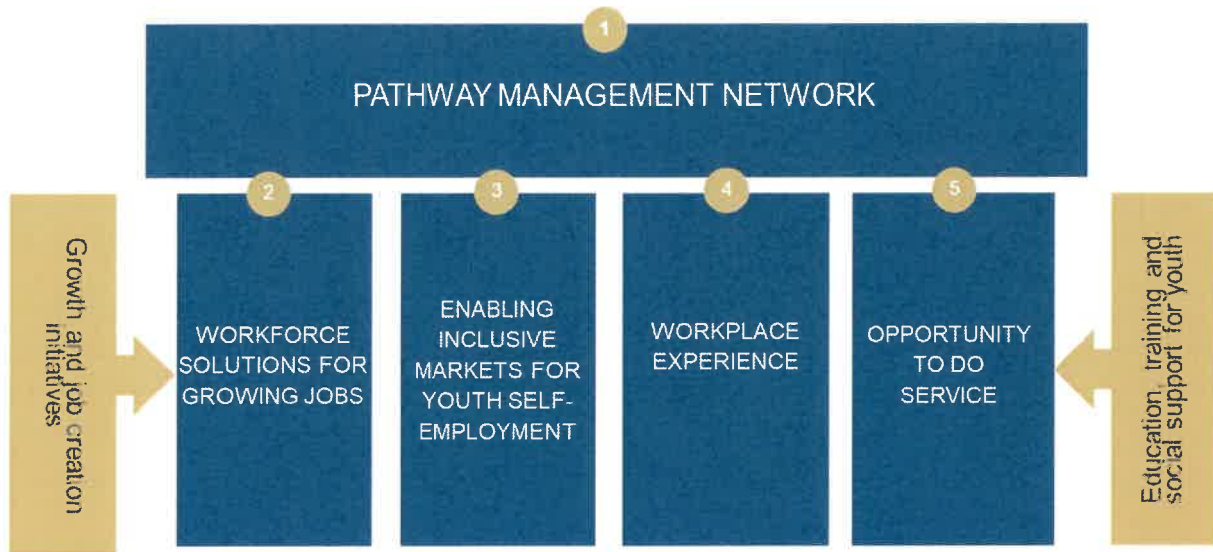 1
PATHWAY MANAGEMENT NETWORK
Growth and job creation
initiatives
2
WORKFORCE
SOLUTIONS FOR
GROWING JOBS
3
ENABLING
INCLUSIVE
MARKETS FOR
YOUTH SELF-
EMPLOYMENT
4
WORKPLACE
EXPERIENCE
5
OPPORTUNITY
TO DO
SERVICE
Education, training and
social support for youth